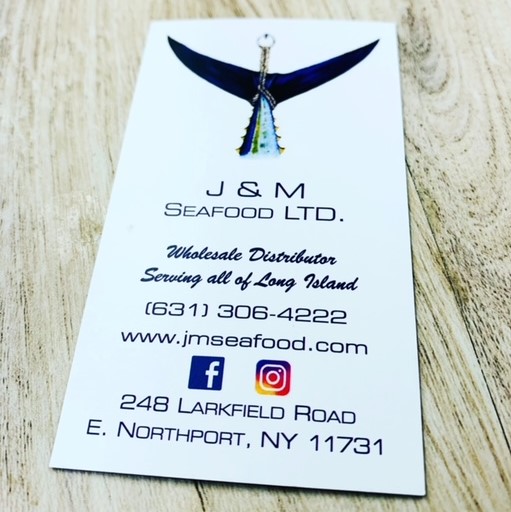 J & M
SEAFOOD LTD.
Wholesale Distributor
Serving all of Long Island
(631) 306-4222
www.jmseafood.com
f
248 LARKFIELD ROAD
E. NORTHPORT, NY 11731